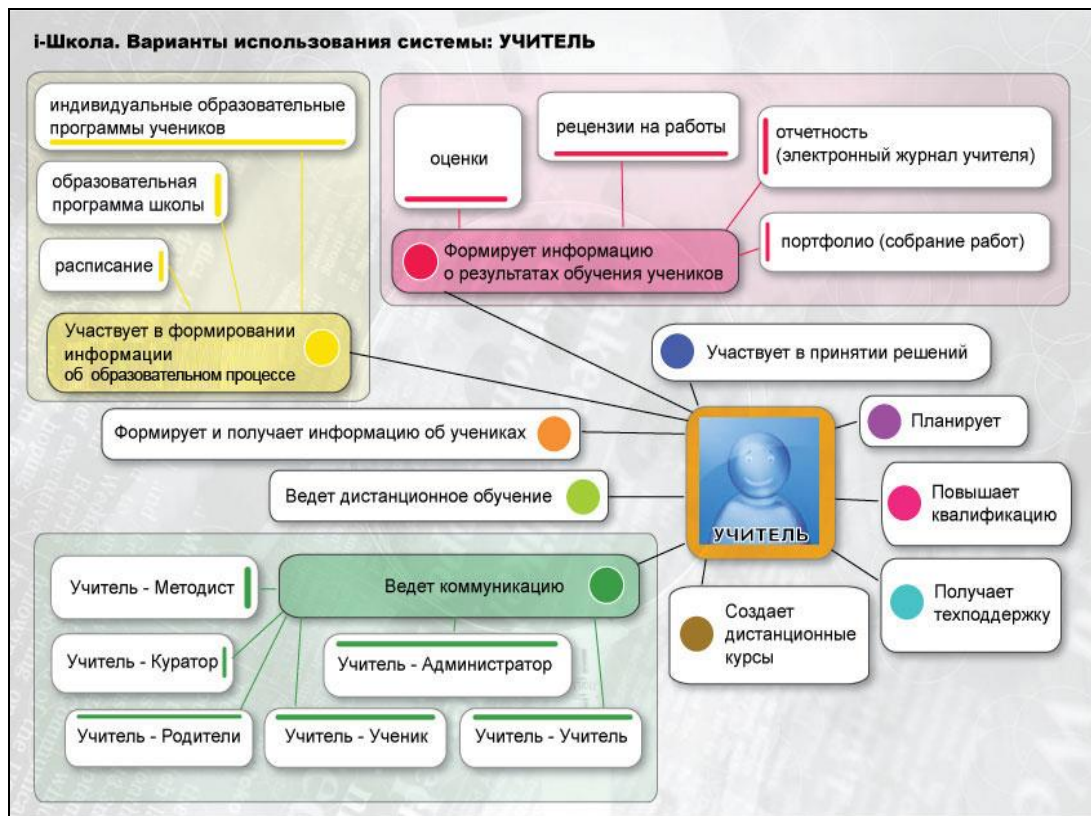 i-Школа. Варианты использования системы: УЧИТЕЛЬ
индивидуальные образовательные
программы учеников
образовательная
программа школы
расписание
Участвует в формировании
информации
об образовательном процессе
оценки
рецензии на работы
отчетность
(электронный журнал учителя)
портфолио (собрание работ)
Формирует информацию
о результатах обучения учеников
Участвует в принятии решений
Планирует
Формирует и получает информацию об учениках
Ведет дистанционное обучение
Повышает
квалификацию
УЧИТЕЛЬ
Получает
техподдержку
Создает
дистанционные
курсы
Ведет коммуникацию
Учитель - Методист
Учитель - Куратор
Учитель - Администратор
Учитель - Родители
Учитель - Ученик
Учитель - Учитель